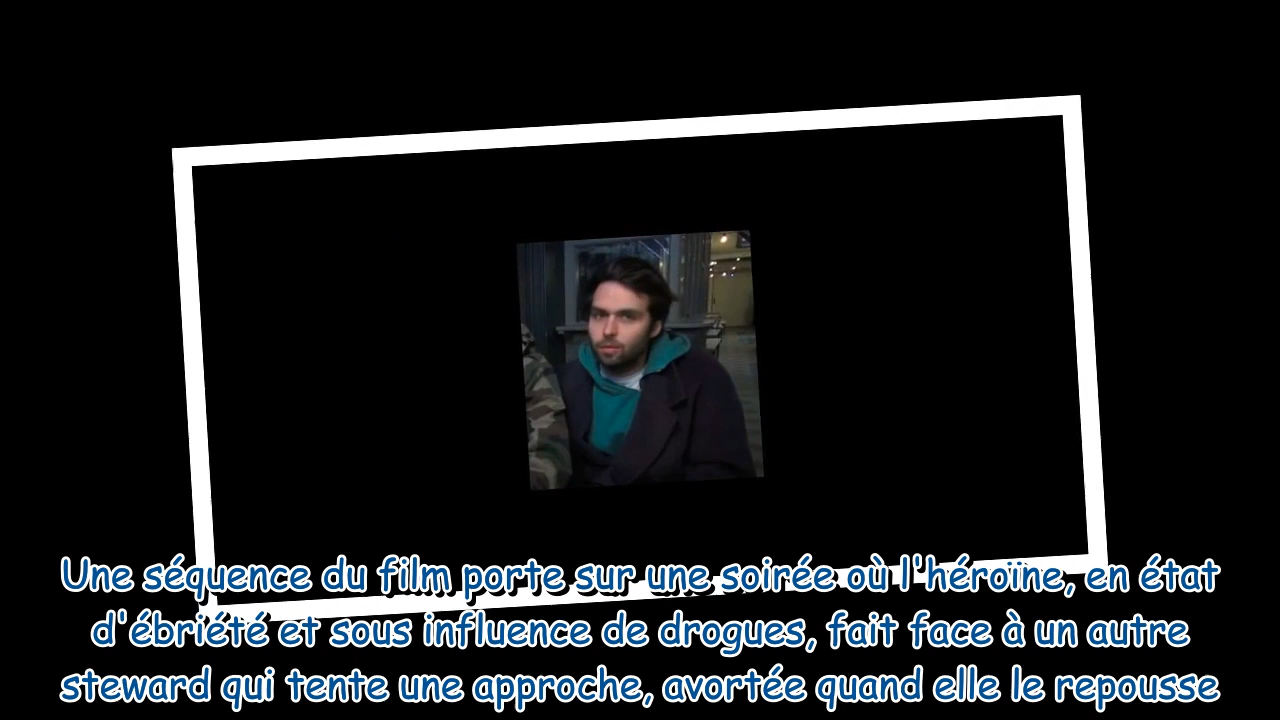 Une séquence du film porte sur une soirée où l'héroïne, en état
d'ébriété et sous influence de drogues, fait face à un autre
steward qui tente une approche, avortée quand elle le repousse